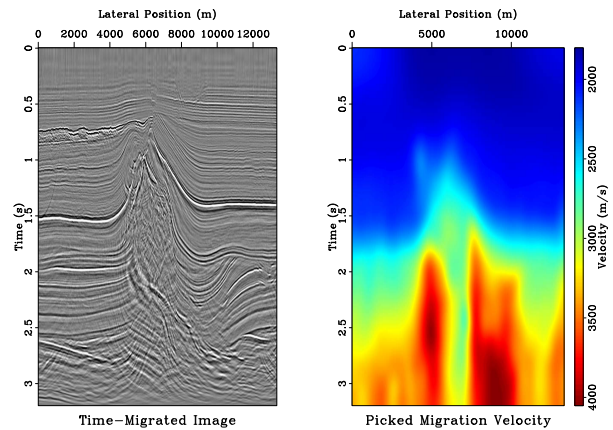 Lateral Position (m)
0 2000 4000 6000 8000 10000 12000
0
0.5
1
1.5
2
2.5
3
Time (s)
Time-Migrated Image
Lateral Position (m)
5000 10000
0
0.5
1
1.5
2
2.5
3
Time (s)
Picked Migration Velocity
2000
2500
3000
3500
4000
Velocity (m/s)